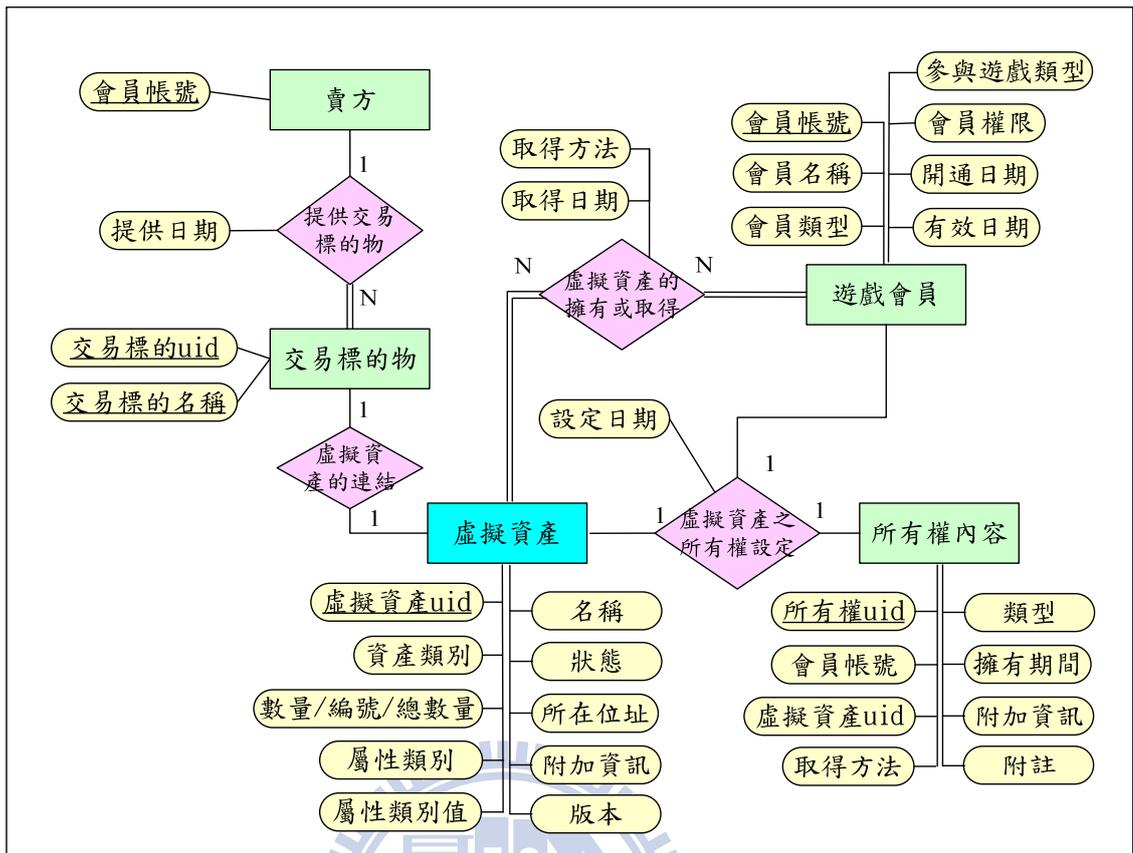 會員帳號
賣方
1
提供日期
提供交易
標的物
N
交易標的uid
交易標的名稱
交易標的物
1
虛擬資
產的連結
1
取得方法
取得日期
N
虛擬資產的
擁有或取得
N
會員帳號
會員名稱
會員類型
參與遊戲類型
會員權限
開通日期
有效日期
遊戲會員
設定日期
1
1
虛擬資產之
所有權設定
1
虛擬資產
所有權內容
虛擬資產uid
資產類別
數量/編號/總數量
屬性類別
屬性類別值
名稱
狀態
所在位址
附加資訊
版本
所有權uid
會員帳號
虛擬資產uid
取得方法
類型
擁有期間
附加資訊
附註